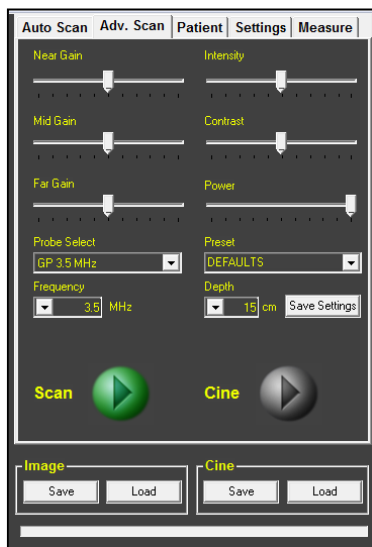 Auto Scan Adv. Scan Patient Settings Measure
Near Gain Intensity
Mid Gain Contrast
Far Gain Power
Probe Select Preset
GP 3.5 MHz DEFAULTS
Frequency Depth
3.5 MHz 15 cm Save Settings
Scan Cine
Image Cine
Save Load Save Load